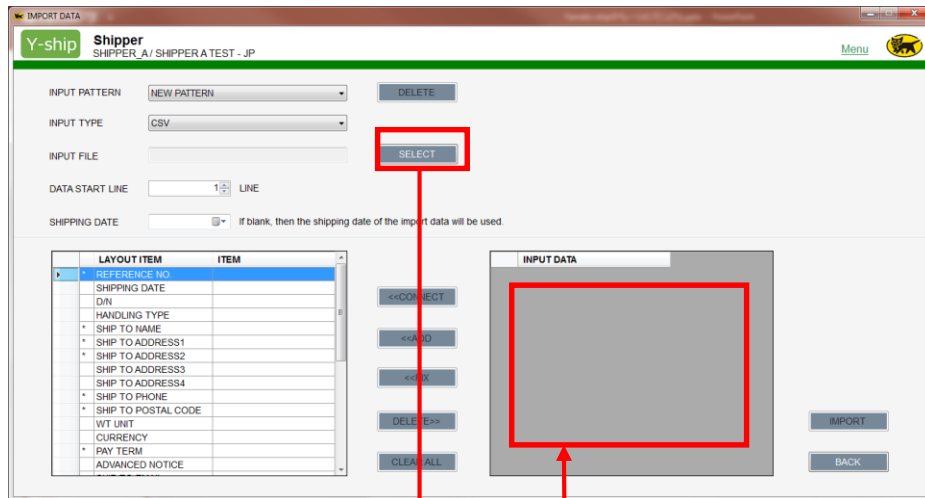 IMPORT DATA
Y-ship
Shipper
SHIPPER_A / SHIPPER A TEST - JP
Menu
INPUT PATTERN NEW PATTERN DELETE
INPUT TYPE CSV
INPUT FILE SELECT
DATA START LINE 1 LINE
SHIPPING DATE If blank, then the shipping date of the import data will be used.
LAYOUT ITEM ITEM INPUT DATA
* REFERENCE NO.
SHIPPING DATE
D/N
<<CONNECT
HANDLING TYPE
* SHIP TO NAME
* SHIP TO ADDRESS1
<<ADD
* SHIP TO ADDRESS2
SHIP TO ADDRESS3
SHIP TO ADDRESS4
<<FIX
* SHIP TO PHONE
* SHIP TO POSTAL CODE
WT UNIT
DELETE>> IMPORT
CURRENCY
* PAY TERM
ADVANCED NOTICE
CLEAR ALL BACK